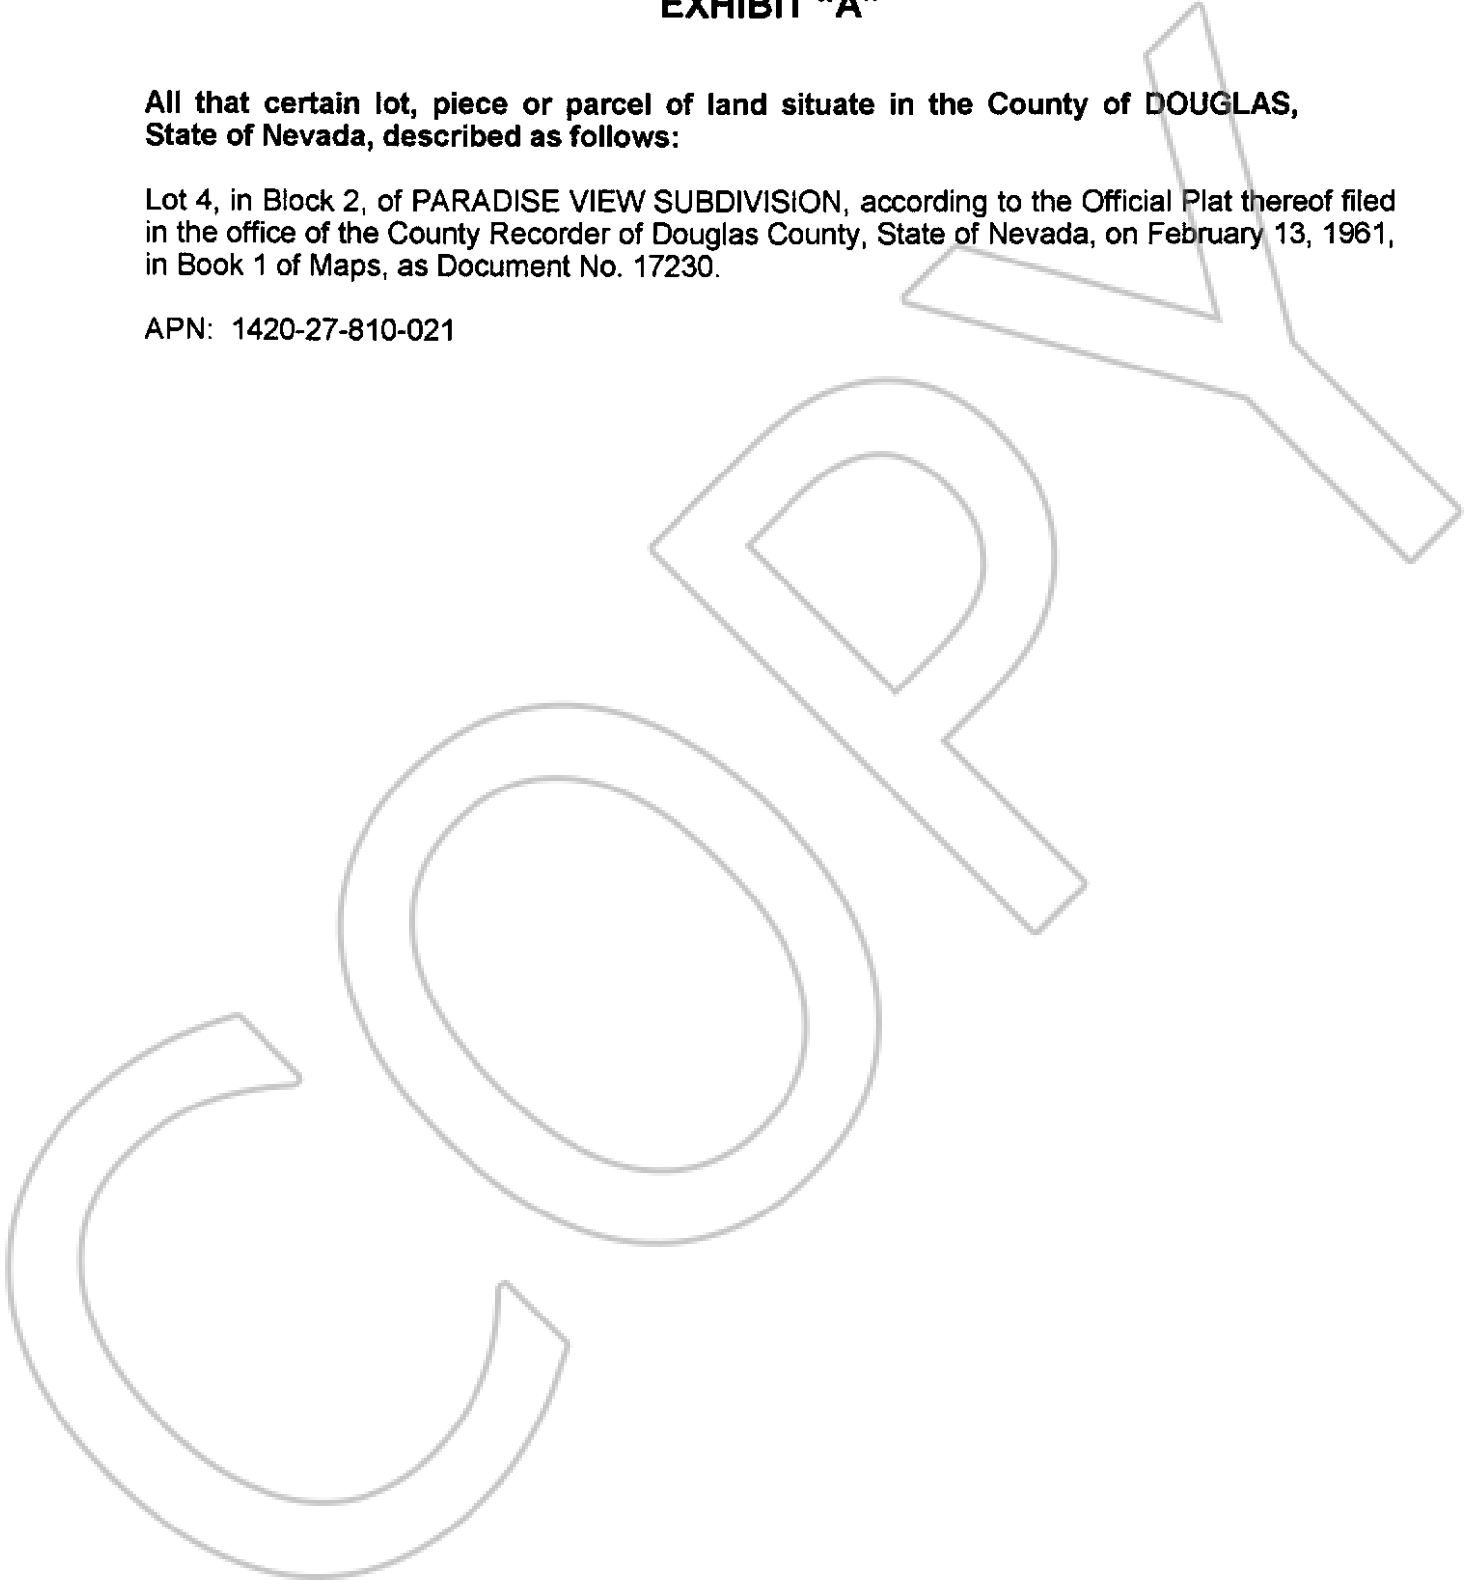 EXHIBIT "A"
All that certain lot, piece or parcel of land situate in the County of DOUGLAS,
State of Nevada, described as follows:
Lot 4, in Block 2, of PARADISE VIEW SUBDIVISION, according to the Official Plat thereof filed
in the office of the County Recorder of Douglas County, State of Nevada, on February 13, 1961,
in Book 1 of Maps, as Document No. 17230.
APN: 1420-27-810-021
COPY